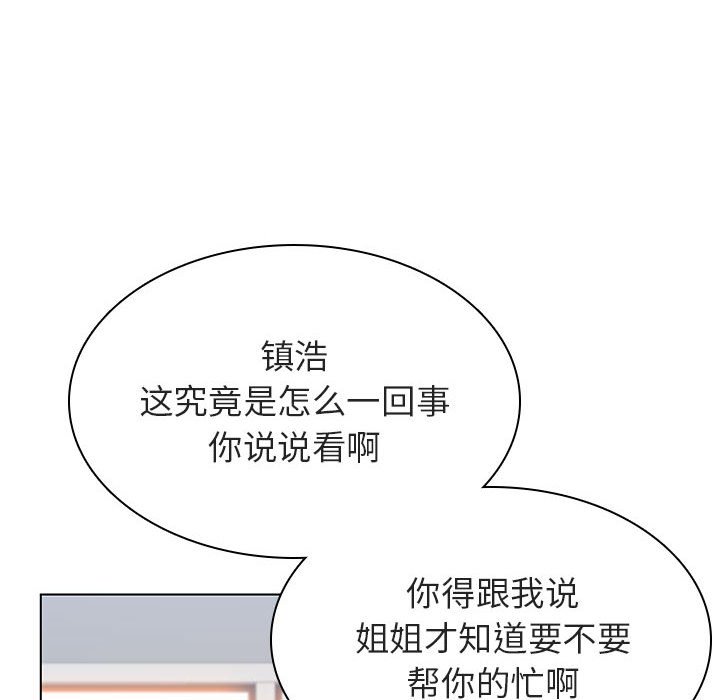 镇浩
这究竟是怎么一回事
你说说看啊
你得跟我说
姐姐才知道要不要
帮你的忙啊